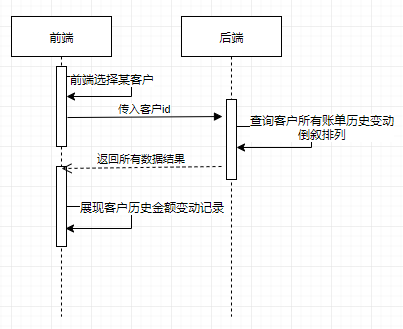 前端
后端
前端选择某客户
传入客户id
查询客户所有账单历史变动
倒叙排列
返回所有数据结果
展现客户历史金额变动记录